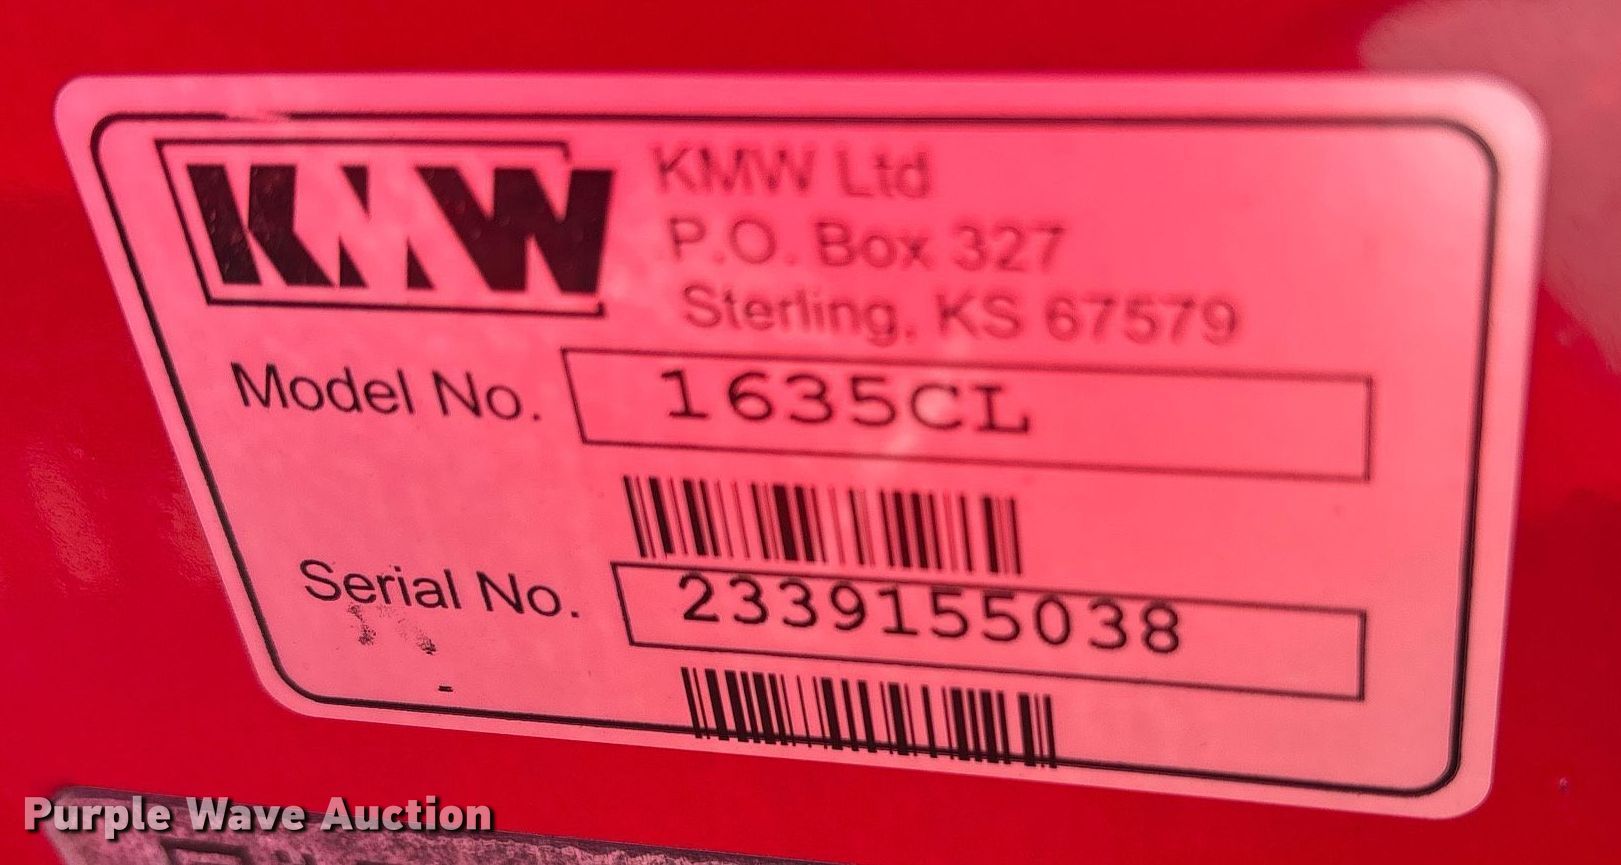 KMW
KMW Ltd
P.O. Box 327
Sterling, KS 67579
Model No. 1635CL
Serial No. 2339155038
Purple Wave Auction